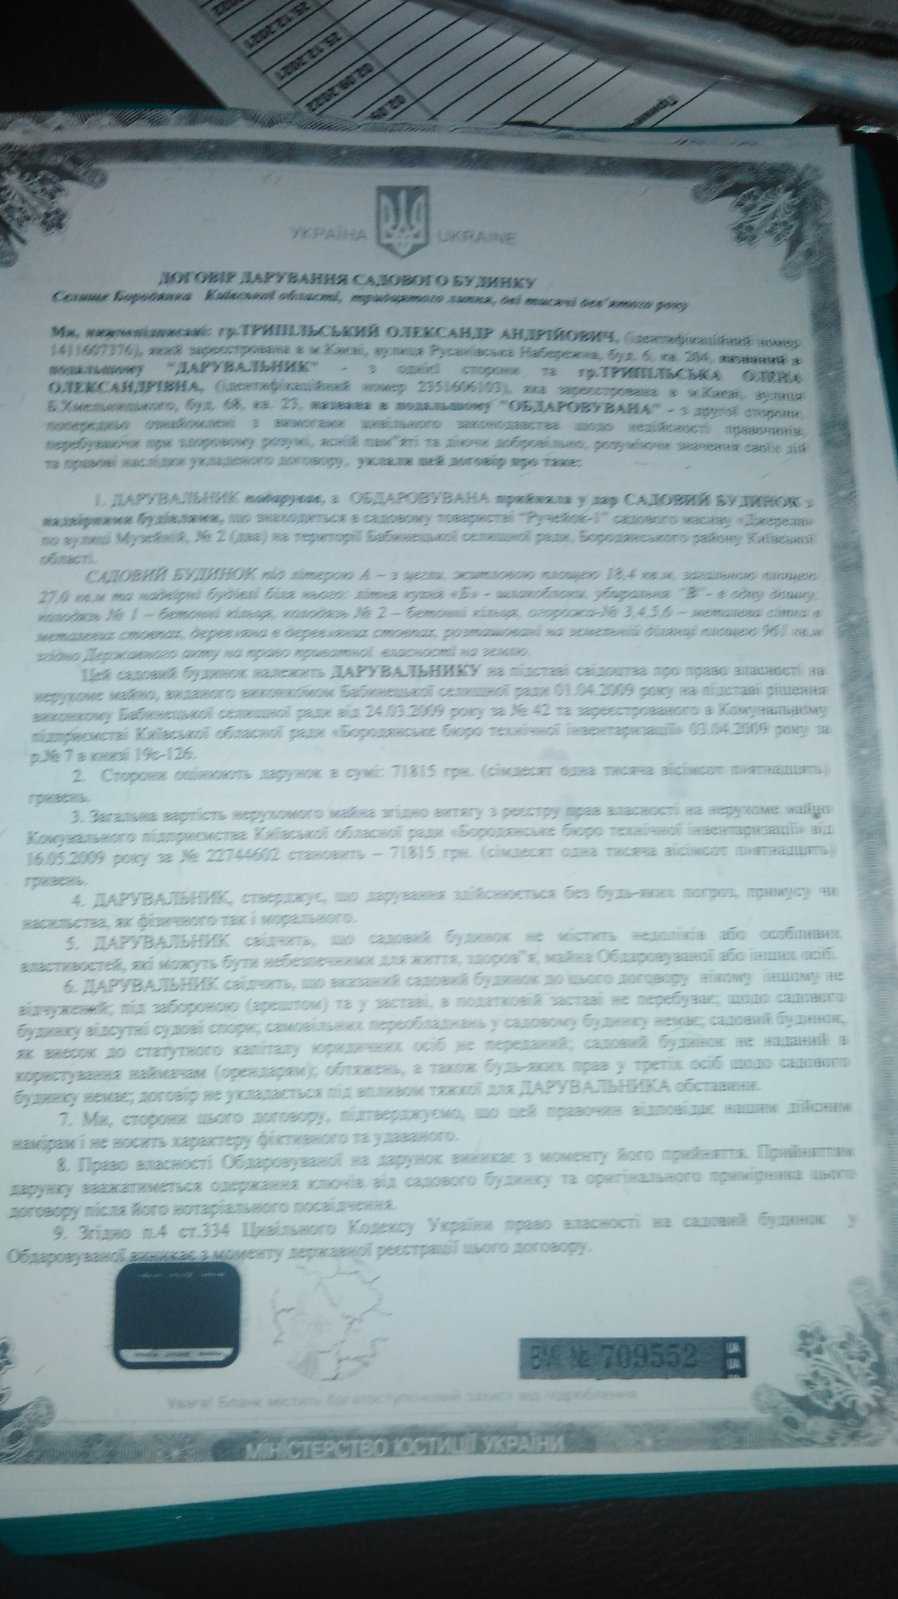 25.12.2021
25.12.2021
02.09.2022
УКРАЇНА UKRAINE
ДОГОВІР ДАРУВАННЯ САДОВОГО БУДИНКУ
Селище Бородянка Київської області, тридцятого липня, дві тисячі дев'ятого року
Ми, нижчепідписані: гр.ТРИПІЛЬСЬКИЙ ОЛЕКСАНДР АНДРІЙОВИЧ, (ідентифікаційний номер
1411607376), який зареєстрована в м.Києві, вулиця Русанівська Набережна, буд. 6, кв. 204, названий в
подальшому "ДАРУВАЛЬНИК" - з однієї сторони та гр.ТРИПІЛЬСЬКА ОЛЕНА
ОЛЕКСАНДРІВНА, (ідентифікаційний номер 2351606103), яка зареєстрована в м.Києві, вулиця
Б.Хмельницького, буд. 68, кв. 23, названа в подальшому "ОБДАРОВУВАНА" - з другої сторони,
попередньо ознайомлені з вимогами цивільного законодавства щодо недійсності правочинів,
перебуваючи при здоровому розумі, ясній пам"яті та діючи добровільно, розуміючи значення своїх дій
та правові наслідки укладеного договору, уклали цей договір про таке:
1. ДАРУВАЛЬНИК подарував, а ОБДАРОВУВАНА прийняла у дар САДОВИЙ БУДИНОК з
надвірними будівлями, що знаходиться в садовому товаристві "Ручейок-1" садового масиву «Джерела»
по вулиці Музейній, № 2 (два) на території Бабинецької селищної ради, Бородянського району Київської
області.
САДОВИЙ БУДИНОК під літерою А – з цегли, житловою площею 18,4 кв.м, загальною площею
27,0 кв.м та надвірні будівлі біля нього: літня кухня «Б» - шлакоблоки, убиральня "В"- в одну дошку,
колодязь № 1 – бетонні кільця, колодязь № 2 – бетонні кільця, огорожа-№ 3,4,5,6 – металева сітка в
металевих стовпах, дерев,яна в дерев,яних стовпах, розташовані на земельній ділянці площею 961 кв.м
згідно Державного акту на право приватної власності на землю.
Цей садовий будинок належить ДАРУВАЛЬНИКУ на підставі свідоцтва про право власності на
нерухоме майно, виданого виконкомом Бабинецької селищної ради 01.04.2009 року на підставі рішення
виконкому Бабинецької селищної ради від 24.03.2009 року за № 42 та зареєстрованого в Комунальному
підприємстві Київської обласної ради «Бородянське бюро технічної інвентаризації» 03.04.2009 року за
р.№ 7 в книзі 19с-126.
2. Сторони оцінюють дарунок в сумі: 71815 грн. (сімдесят одна тисяча вісімсот п»ятнадцять)
гривень.
3. Загальна вартість нерухомого майна згідно витягу з реєстру прав власності на нерухоме майно
Комунального підприємства Київської обласної ради «Бородянське бюро технічної інвентаризації» від
16.05.2009 року за № 22744602 становить – 71815 грн. (сімдесят одна тисяча вісімсот п»ятнадцять)
гривень.
4. ДАРУВАЛЬНИК, стверджує, що дарування здійснюється без будь-яких погроз, примусу чи
насильства, як фізичного так і морального.
5. ДАРУВАЛЬНИК свідчить, що садовий будинок не містить недоліків або особливих
властивостей, які можуть бути небезпечними для життя, здоров"я, майна Обдаровуваної або інших осіб.
6. ДАРУВАЛЬНИК свідчить, що вказаний садовий будинок до цього договору нікому іншому не
відчужений; під забороною (арештом) та у заставі, в податковій заставі не перебуває; щодо садового
будинку відсутні судові спори; самовільних переобладнань у садовому будинку немає; садовий будинок,
як внесок до статутного капіталу юридичних осіб не переданий; садовий будинок не наданий в
користування наймачам (орендарям); обтяжень, а також будь-яких прав у третіх осіб щодо садового
будинку немає; договір не укладається під впливом тяжкої для ДАРУВАЛЬНИКА обставини.
7. Ми, сторони цього договору, підтверджуємо, що цей правочин відповідає нашим дійсним
намірам і не носить характеру фіктивного та удаваного.
8. Право власності Обдаровуваної на дарунок виникає з моменту його прийняття. Прийняттям
дарунку вважатиметься одержання ключів від садового будинку та оригінального примірника цього
договору після його нотаріального посвідчення.
9. Згідно п.4 ст.334 Цивільного Кодексу України право власності на садовий будинок у
Обдаровуваної виникає з моменту державної реєстрації цього договору.
№ 709552
Увага! Бланк містить багатоступеневий захист від підроблення
МІНІСТЕРСТВО ЮСТИЦІЇ УКРАЇНИ